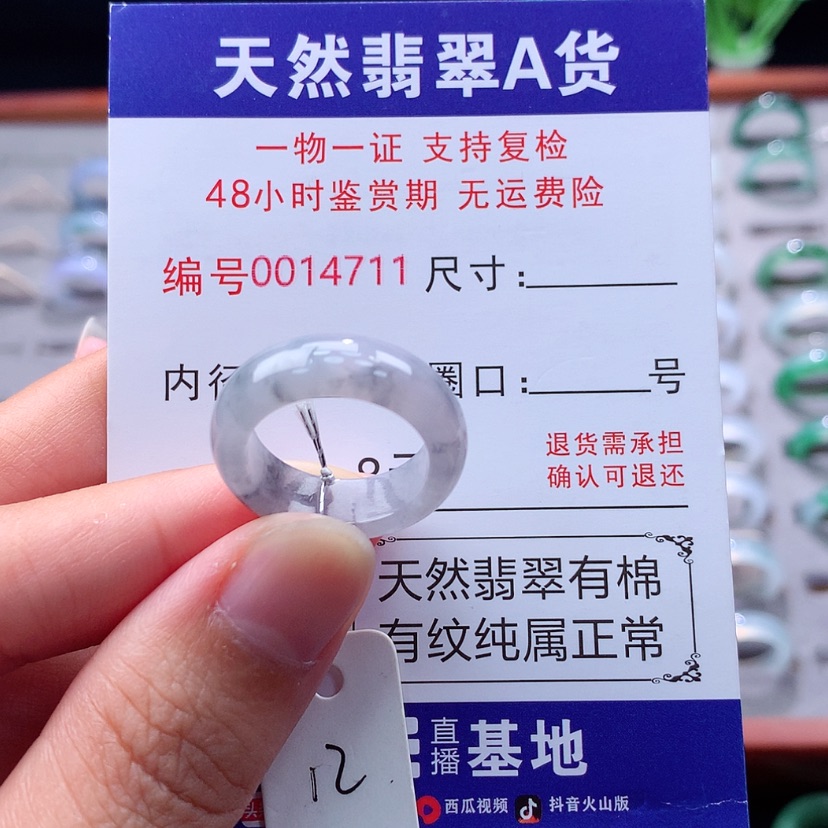 天然翡翠A货
一物一证 支持复检
48小时鉴赏期 无运费险
编号0014711 尺寸:
内径 圈口: 号
退货需承担
确认可退还
天然翡翠有棉
有纹纯属正常
直播 基地
西瓜视频 抖音火山版
12